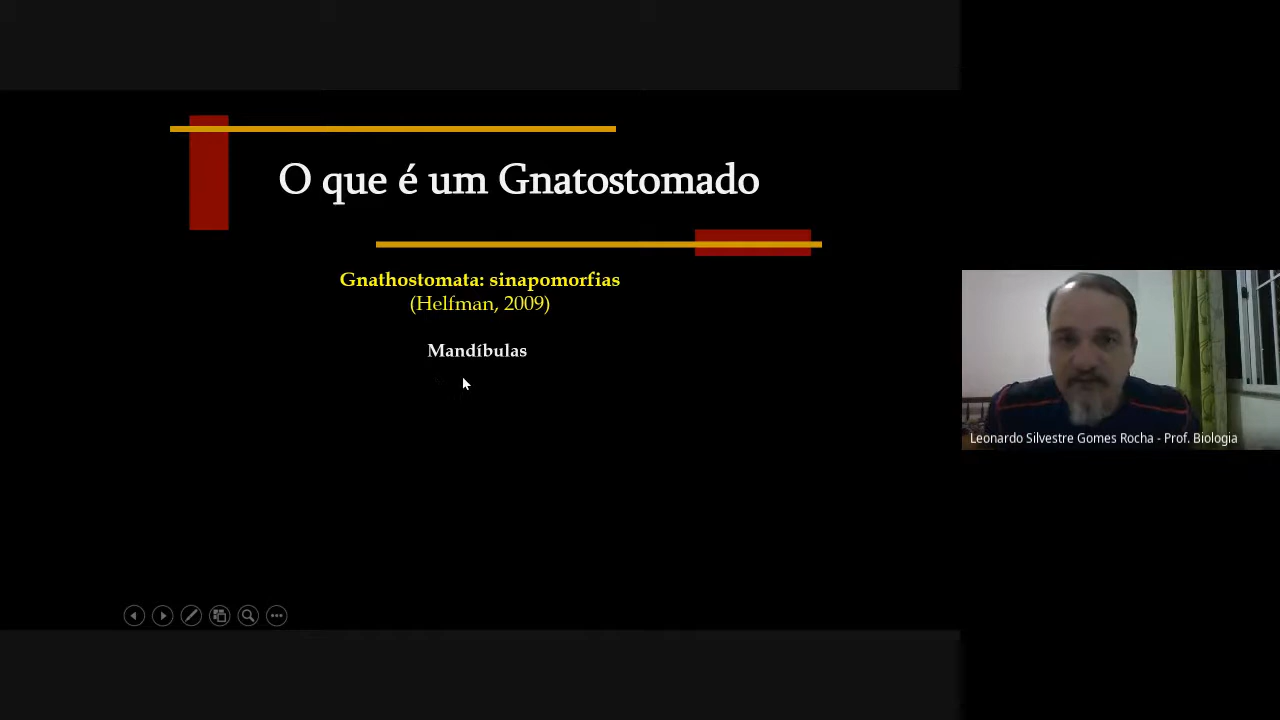 O que é um Gnatostomado
Gnathostomata: sinapomorfias
(Helfman, 2009)
Mandíbulas
Leonardo Silvestre Gomes Rocha - Prof. Biologia